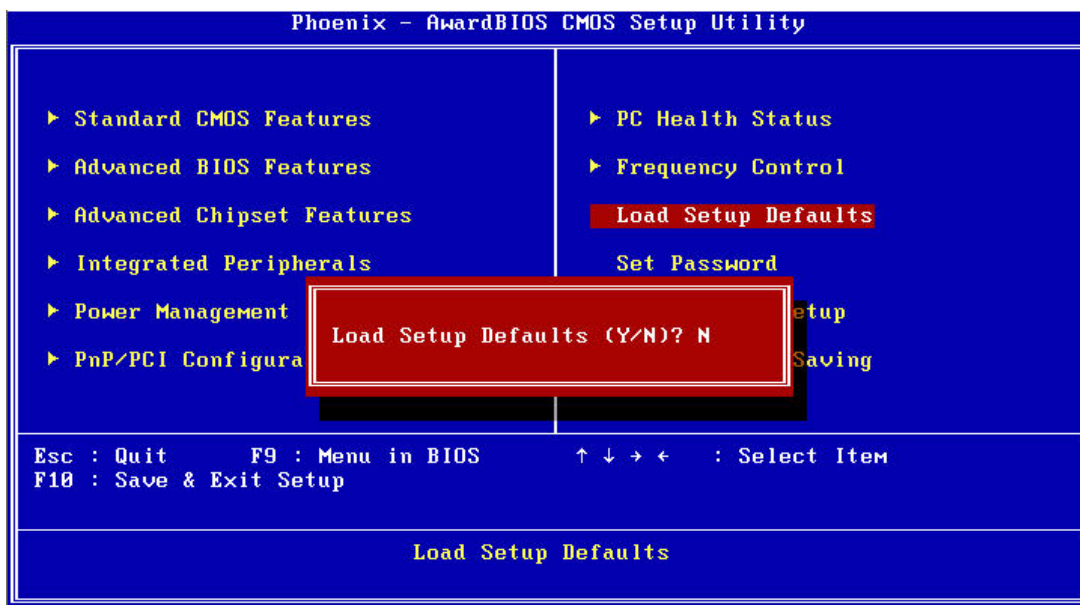 Phoenix - AwardBIOS CMOS Setup Utility
▶ Standard CMOS Features
▶ Advanced BIOS Features
▶ Advanced Chipset Features
▶ Integrated Peripherals
▶ Power Management
▶ PnP/PCI Configura
▶ PC Health Status
▶ Frequency Control
Load Setup Defaults
Set Password
etup
Saving
Load Setup Defaults (Y/N)? N
Esc : Quit F9 : Menu in BIOS ↑ ↓ → ← : Select Item
F10 : Save & Exit Setup
Load Setup Defaults